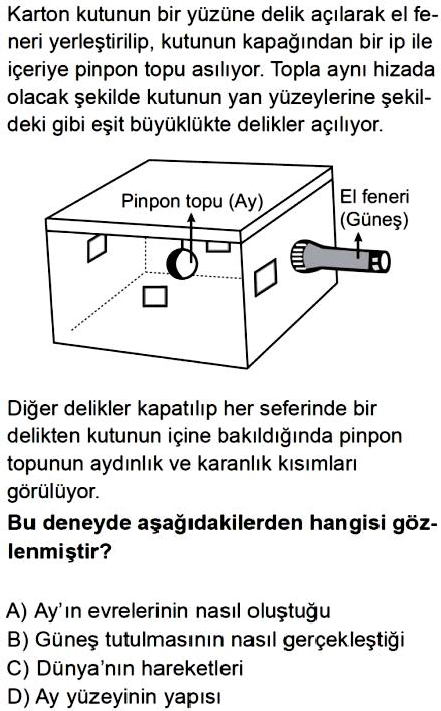 Karton kutunun bir yüzüne delik açılarak el fe-
neri yerleştirilip, kutunun kapağından bir ip ile
içeriye pinpon topu asılıyor. Topla aynı hizada
olacak şekilde kutunun yan yüzeylerine şekil-
deki gibi eşit büyüklükte delikler açılıyor.
Pinpon topu (Ay)
El feneri
(Güneş)
Diğer delikler kapatılıp her seferinde bir
delikten kutunun içine bakıldığında pinpon
topunun aydınlık ve karanlık kısımları
görülüyor.
Bu deneyde aşağıdakilerden hangisi göz-
lenmiştir?
A) Ay'ın evrelerinin nasıl oluştuğu
B) Güneş tutulmasının nasıl gerçekleştiği
C) Dünya'nın hareketleri
D) Ay yüzeyinin yapısı